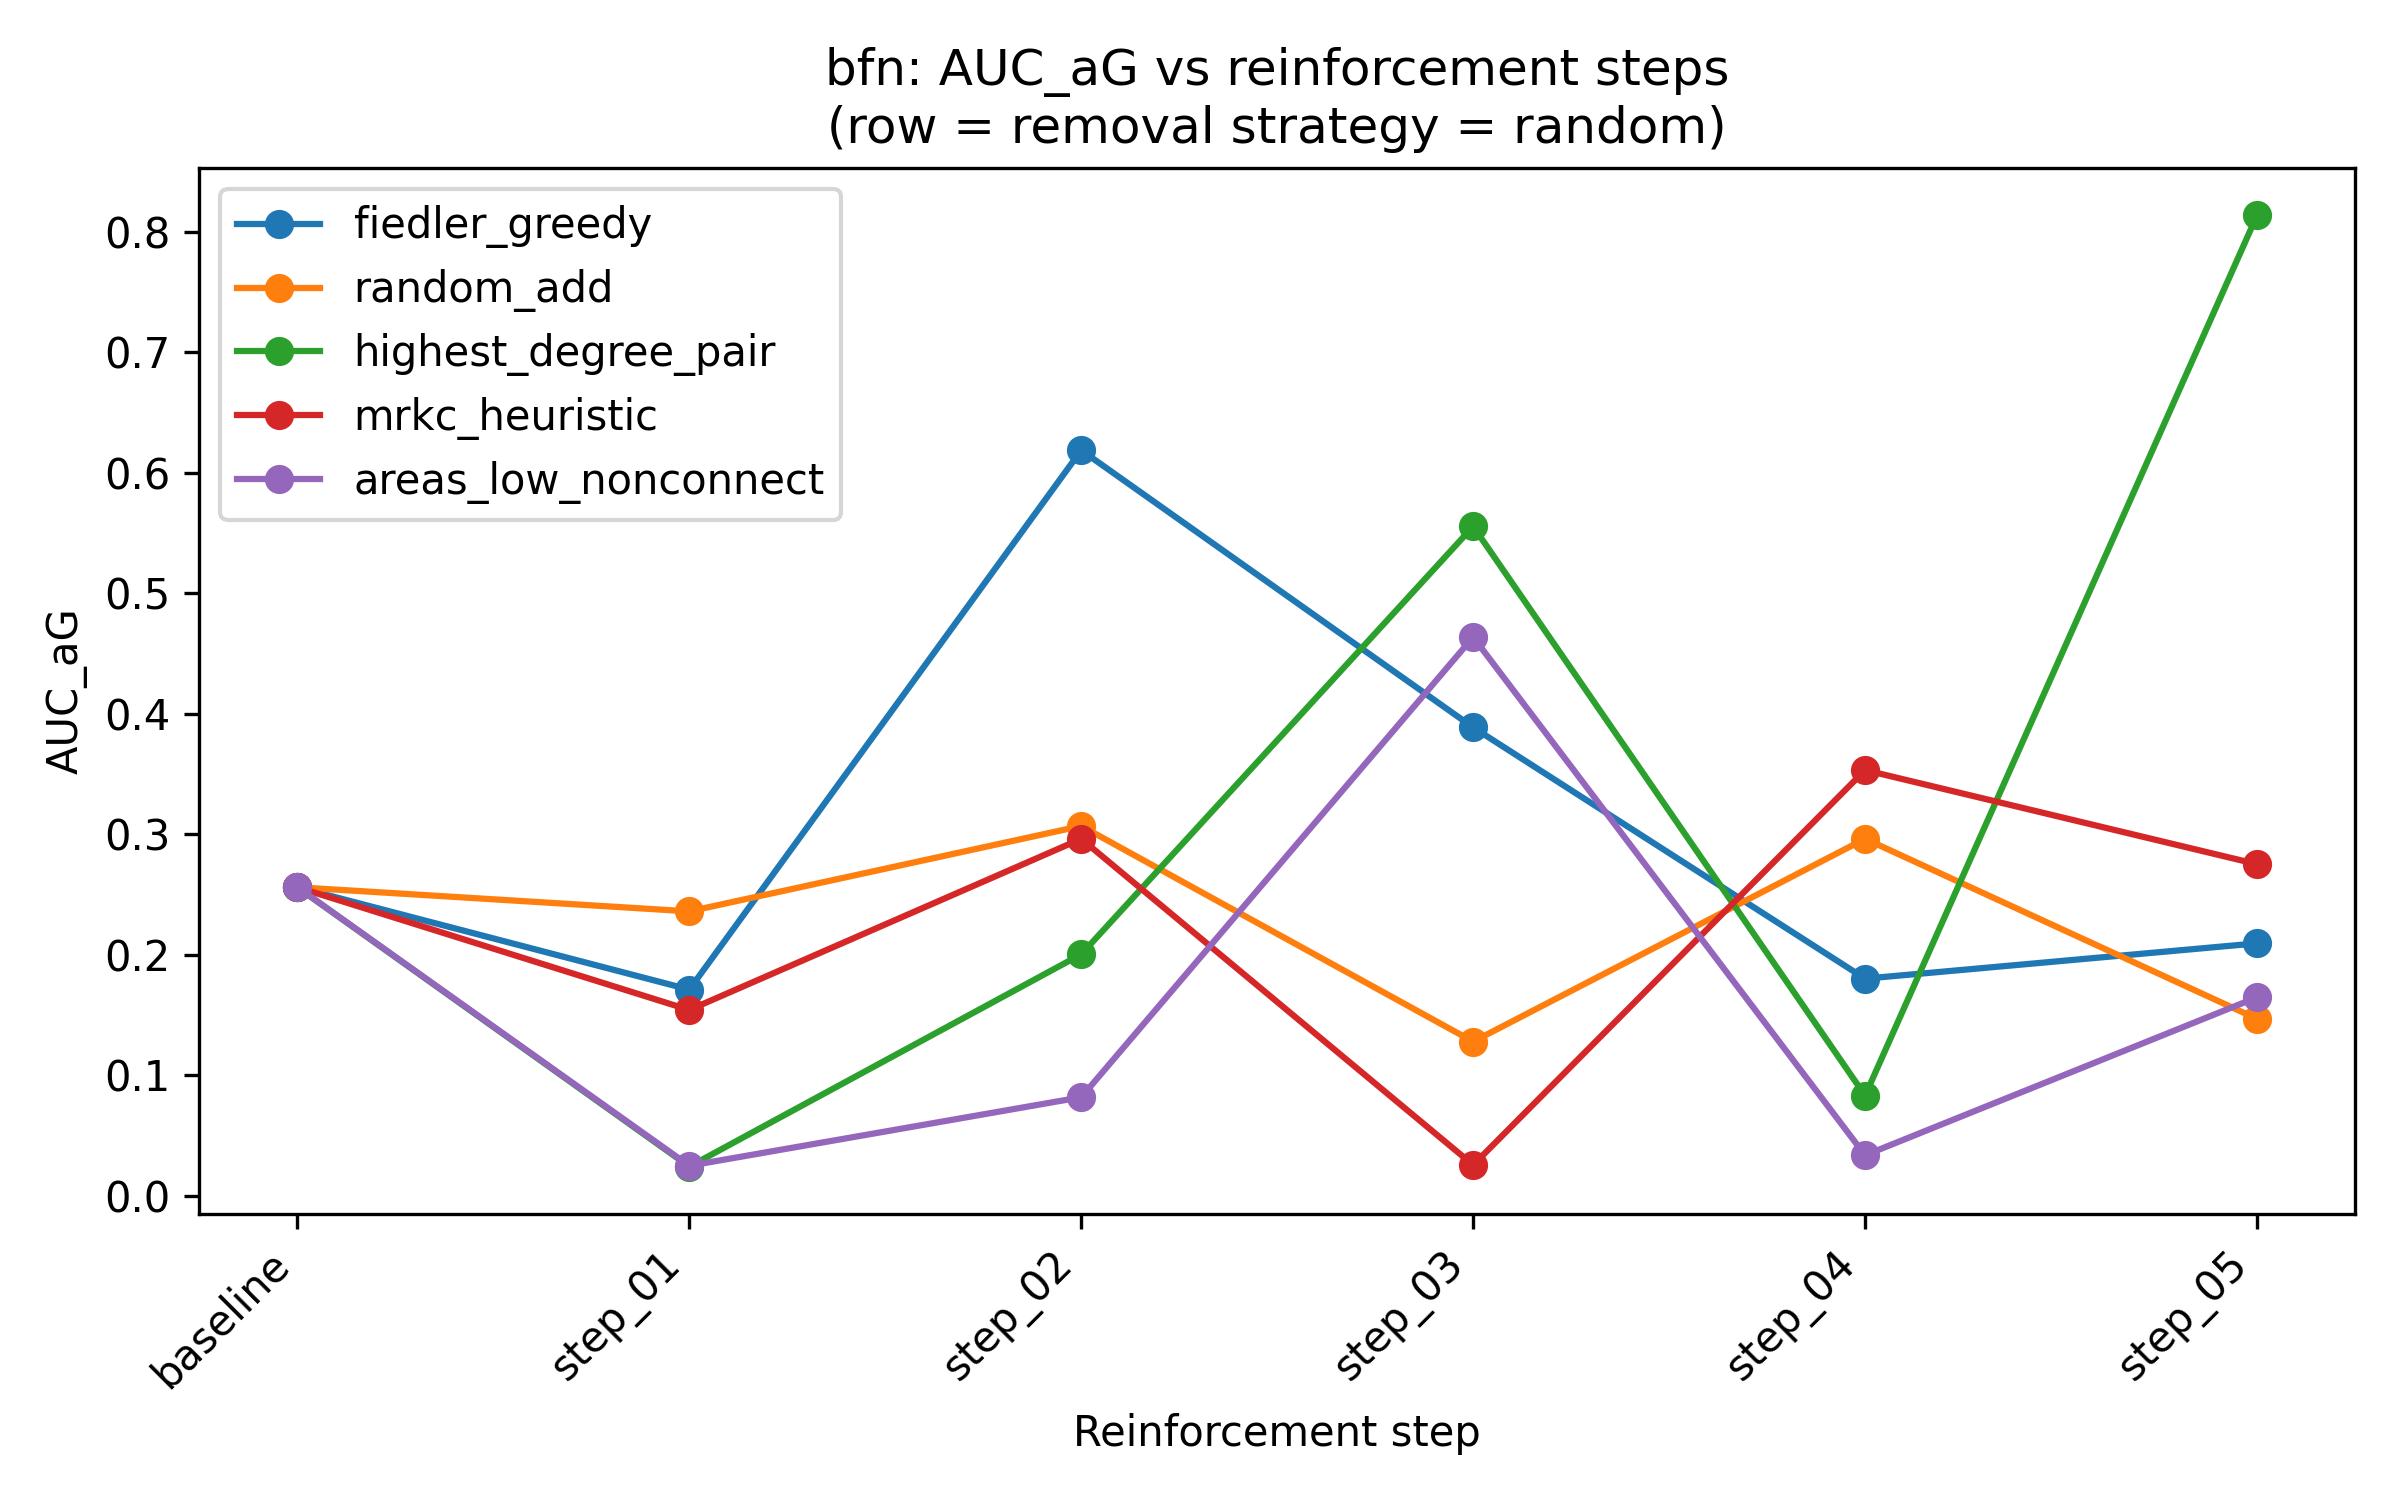 bfn: AUC_aG vs reinforcement steps
(row = removal strategy = random)
fiedler_greedy
random_add
highest_degree_pair
mrkc_heuristic
areas_low_nonconnect
AUC_aG
0.8
0.7
0.6
0.5
0.4
0.3
0.2
0.1
0.0
baseline
step_01
step_02
step_03
step_04
step_05
Reinforcement step